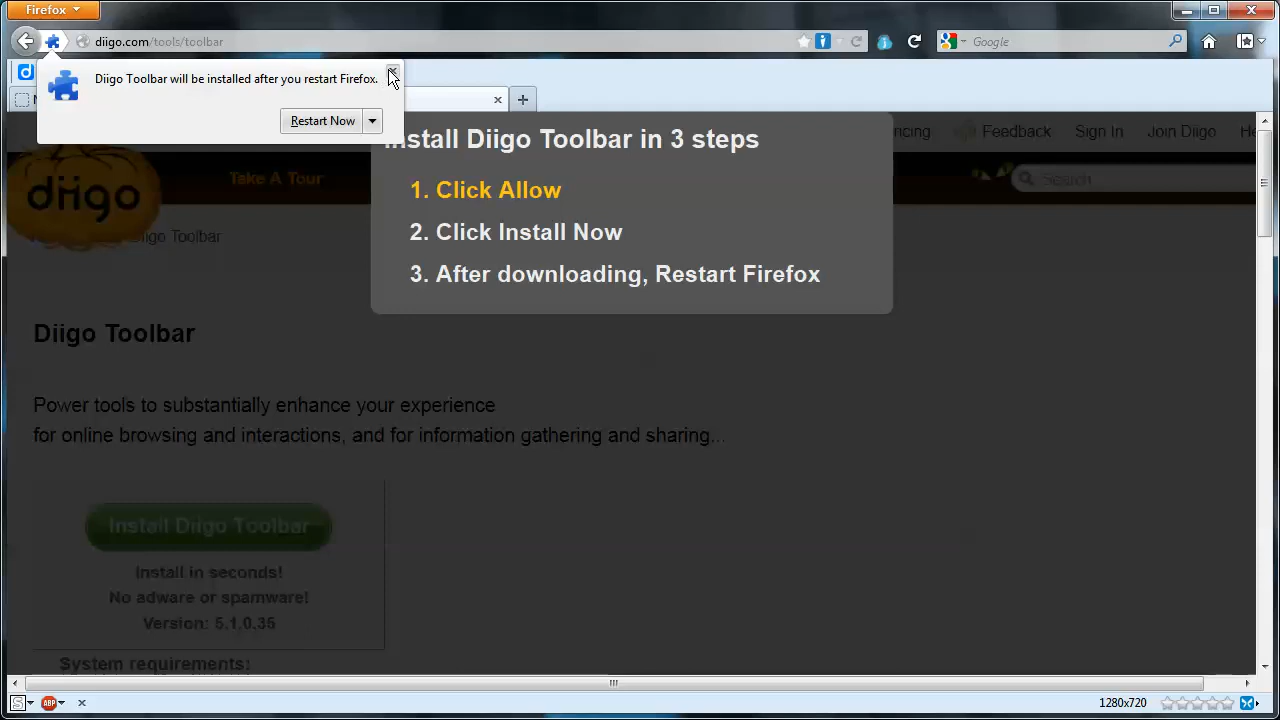 Firefox
diigo.com/tools/toolbar
Google
Diigo Toolbar will be installed after you restart Firefox.
Restart Now
Install Diigo Toolbar in 3 steps
1. Click Allow
2. Click Install Now
3. After downloading, Restart Firefox
Feedback
Sign In
Join Diigo
diigo
Take A Tour
Search
Diigo Toolbar
Diigo Toolbar
Power tools to substantially enhance your experience
for online browsing and interactions, and for information gathering and sharing...
Install Diigo Toolbar
Install in seconds!
No adware or spamware!
Version: 5.1.0.35
System requirements:
S
ABP
1280x720